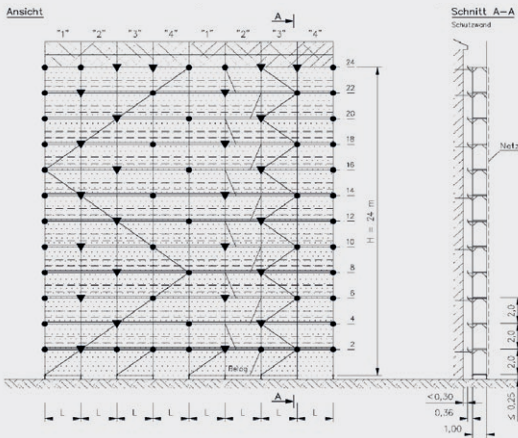 Ansicht
Schnitt A–A
Schutzwand
A
"1" "2" "3" "4" "1" "2" "3" "4"
24
22
20
18
16
14
12
10
8
6
4
2
H = 24 m
Netz
Belag
2,0
2,0
2,0
≤ 0,25
A
L L L L L L L L
<0,30
0,36
1,00